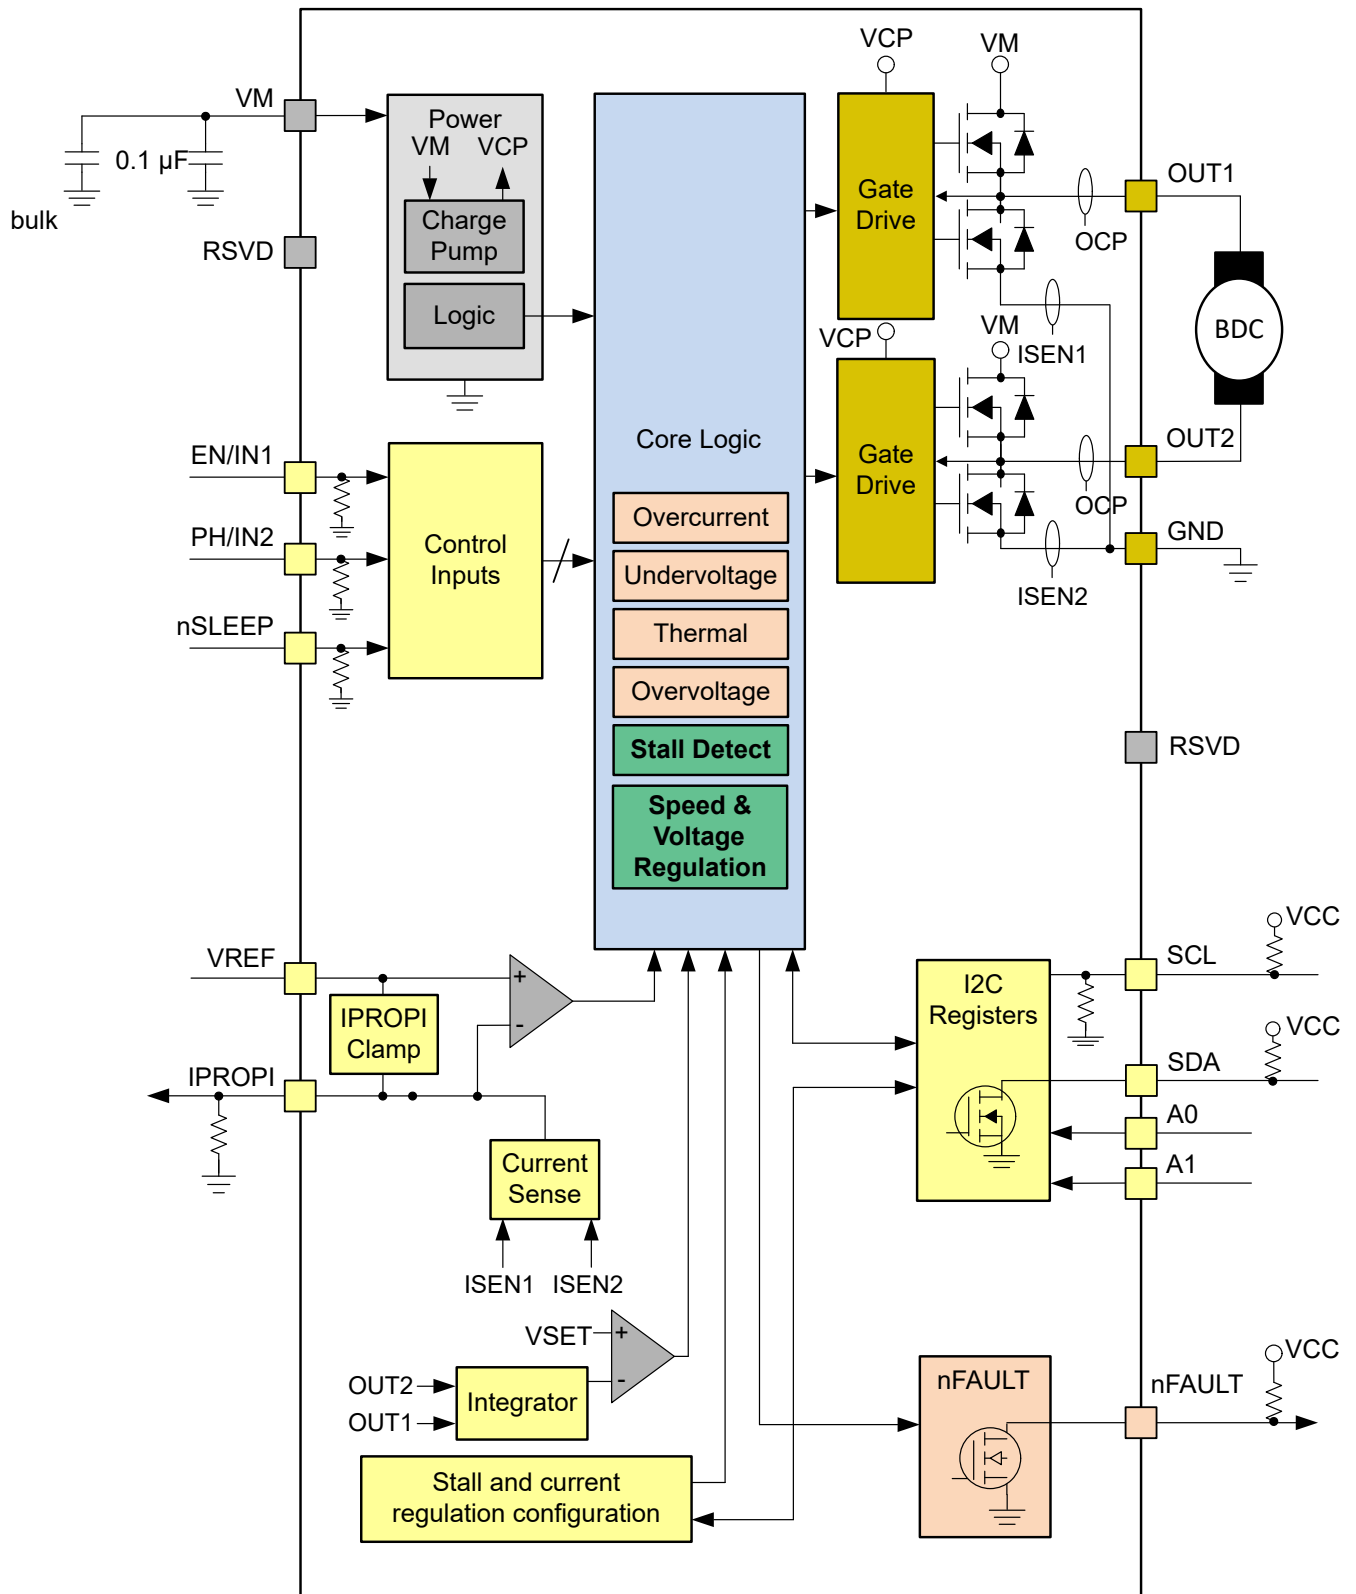 VCP
VM
VM
Power
VM
VCP
0.1 µF
Charge
Pump
bulk
RSVD
Logic
Gate
Drive
OUT1
OCP
ISEN1
BDC
VCP
VM
Core Logic
Gate
Drive
OUT2
OCP
GND
ISEN2
EN/IN1
PH/IN2
nSLEEP
Control
Inputs
Overcurrent
Undervoltage
Thermal
Overvoltage
Stall Detect
Speed &
Voltage
Regulation
RSVD
VREF
+
-
IPROPI
Clamp
IPROPI
Current
Sense
ISEN1
ISEN2
VCC
SCL
I2C
Registers
VCC
SDA
A0
A1
VSET
+
-
OUT2
OUT1
Integrator
Stall and current
regulation configuration
nFAULT
nFAULT
VCC